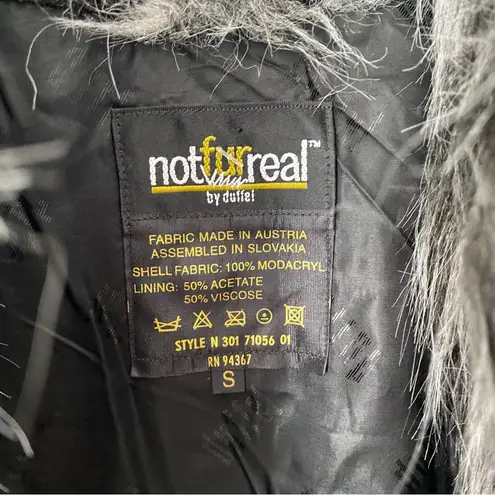 notfurreal™
by duffel
FABRIC MADE IN AUSTRIA
ASSEMBLED IN SLOVAKIA
SHELL FABRIC: 100% MODACRYL
LINING: 50% ACETATE
50% VISCOSE
STYLE N 301 71056 01
RN 94367
S